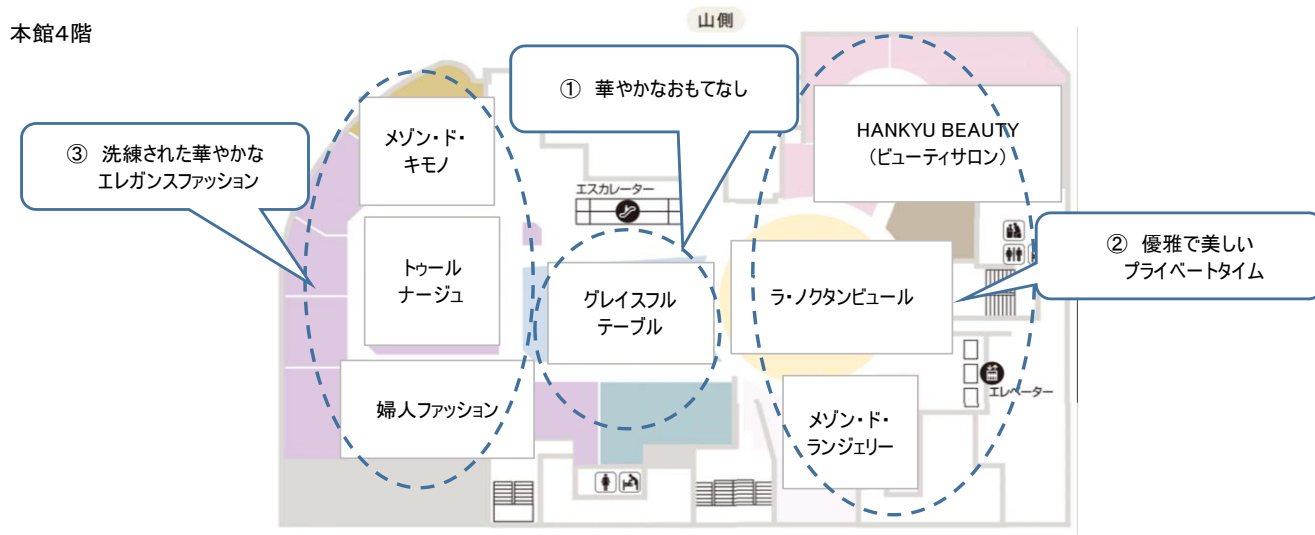 本館4階
山側
① 華やかなおもてなし
③ 洗練された華やかな
エレガンスファッション
メゾン・ド・
キモノ
HANKYU BEAUTY
（ビューティサロン）
エスカレーター
② 優雅で美しい
プライベートタイム
トゥール
ナージュ
グレイスフル
テーブル
ラ・ノクタンビュール
婦人ファッション
メゾン・ド・
ランジェリー
エレベーター